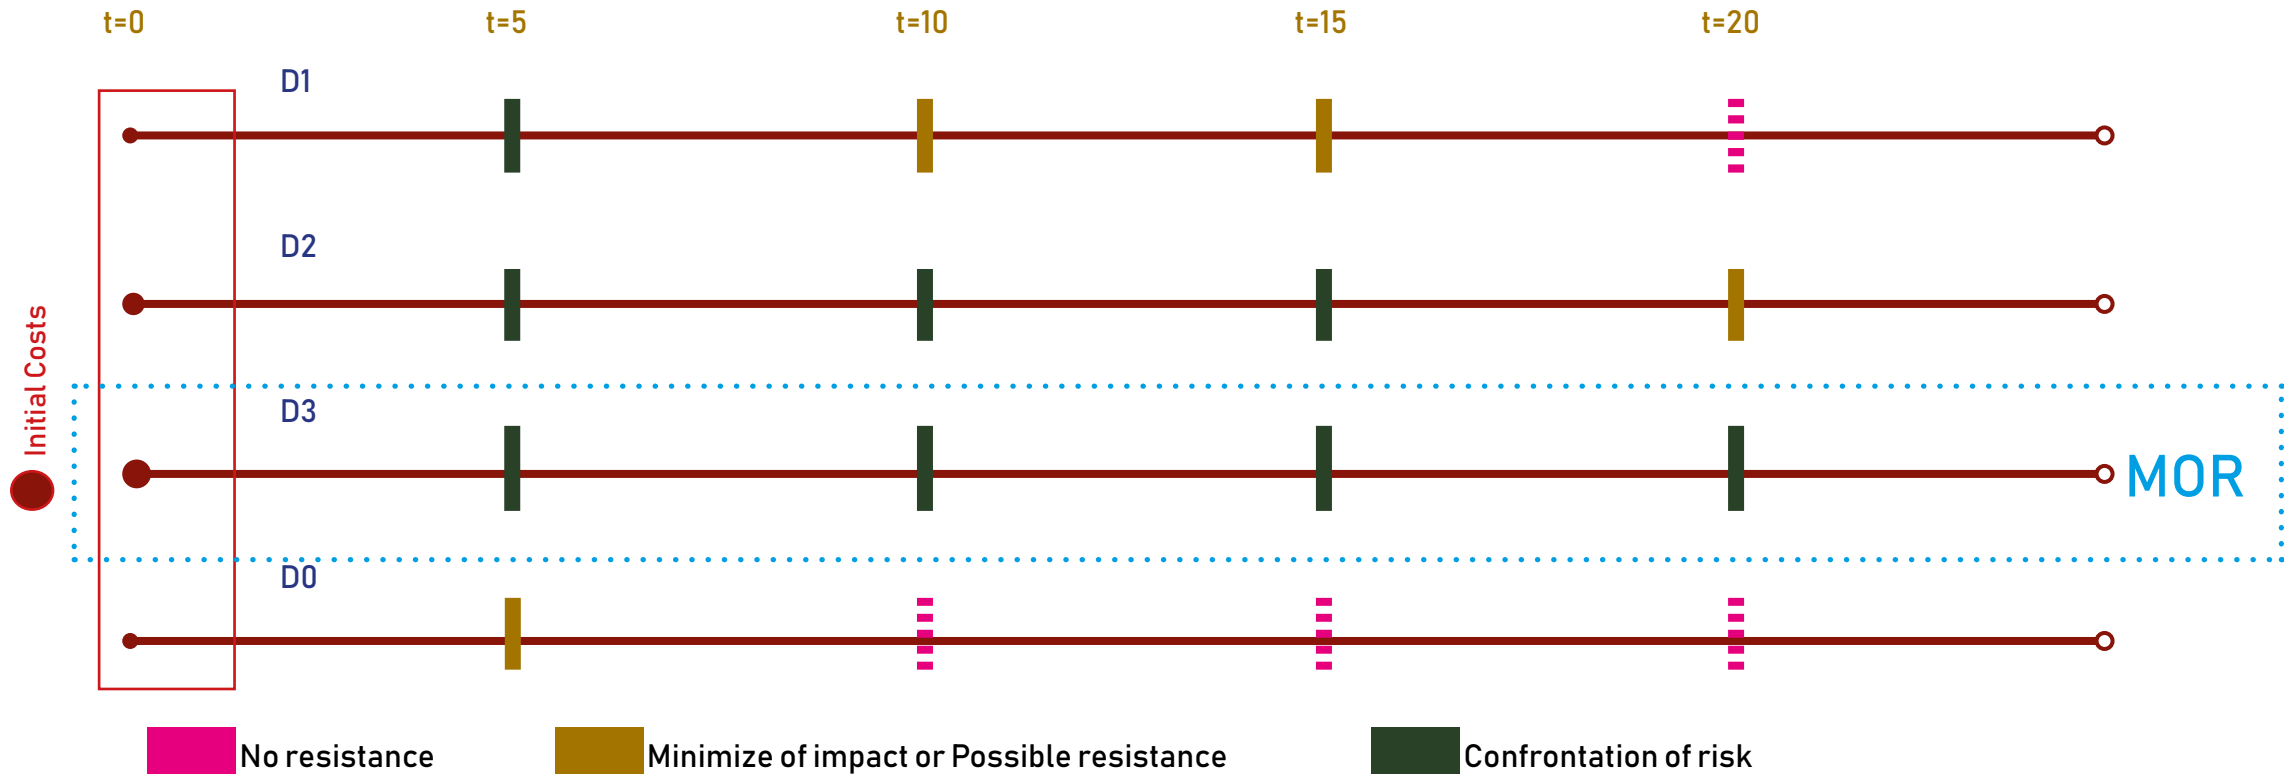 t=0 t=5 t=10 t=15 t=20
D1
D2
Initial Costs
D3
MOR
D0
No resistance Minimize of impact or Possible resistance Confrontation of risk